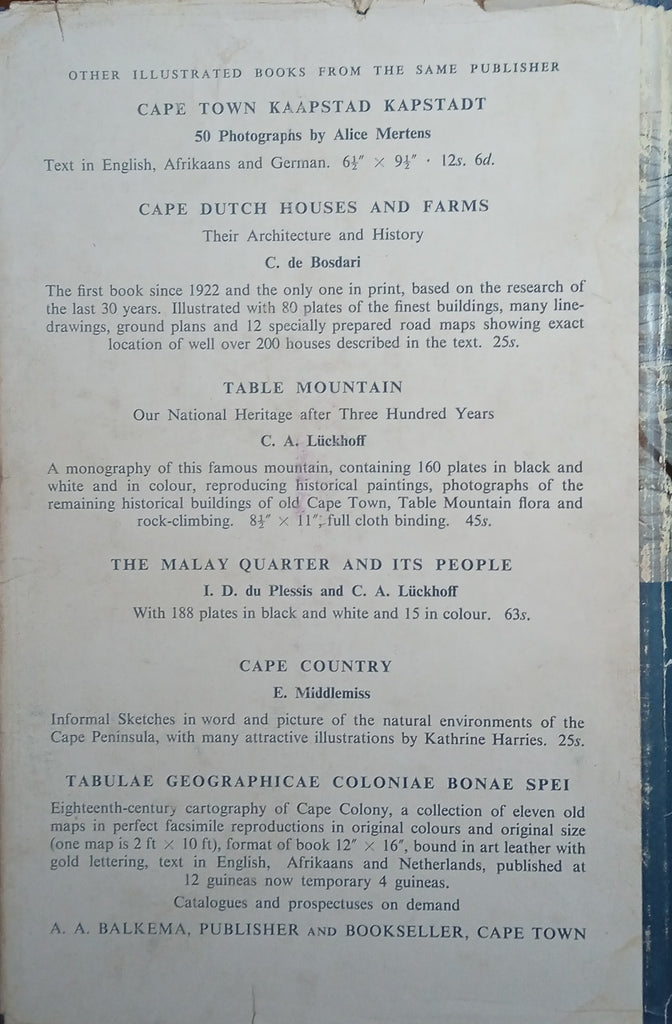 OTHER ILLUSTRATED BOOKS FROM THE SAME PUBLISHER
CAPE TOWN KAAPSTAD KAPSTADT
50 Photographs by Alice Mertens
Text in English, Afrikaans and German. 6½″ × 9½″ · 12s. 6d.
CAPE DUTCH HOUSES AND FARMS
Their Architecture and History
C. de Bosdari
The first book since 1922 and the only one in print, based on the research of
the last 30 years. Illustrated with 80 plates of the finest buildings, many line-
drawings, ground plans and 12 specially prepared road maps showing exact
location of well over 200 houses described in the text. 25s.
TABLE MOUNTAIN
Our National Heritage after Three Hundred Years
C. A. Lückhoff
A monography of this famous mountain, containing 160 plates in black and
white and in colour, reproducing historical paintings, photographs of the
remaining historical buildings of old Cape Town, Table Mountain flora and
rock-climbing. 8½″ × 11″; full cloth binding. 45s.
THE MALAY QUARTER AND ITS PEOPLE
I. D. du Plessis and C. A. Lückhoff
With 188 plates in black and white and 15 in colour. 63s.
CAPE COUNTRY
E. Middlemiss
Informal Sketches in word and picture of the natural environments of the
Cape Peninsula, with many attractive illustrations by Kathrine Harries. 25s.
TABULAE GEOGRAPHICAE COLONIAE BONAE SPEI
Eighteenth-century cartography of Cape Colony, a collection of eleven old
maps in perfect facsimile reproductions in original colours and original size
(one map is 2 ft × 10 ft), format of book 12″ × 16″, bound in art leather with
gold lettering, text in English, Afrikaans and Netherlands, published at
12 guineas now temporary 4 guineas.
Catalogues and prospectuses on demand
A. A. BALKEMA, PUBLISHER AND BOOKSELLER, CAPE TOWN